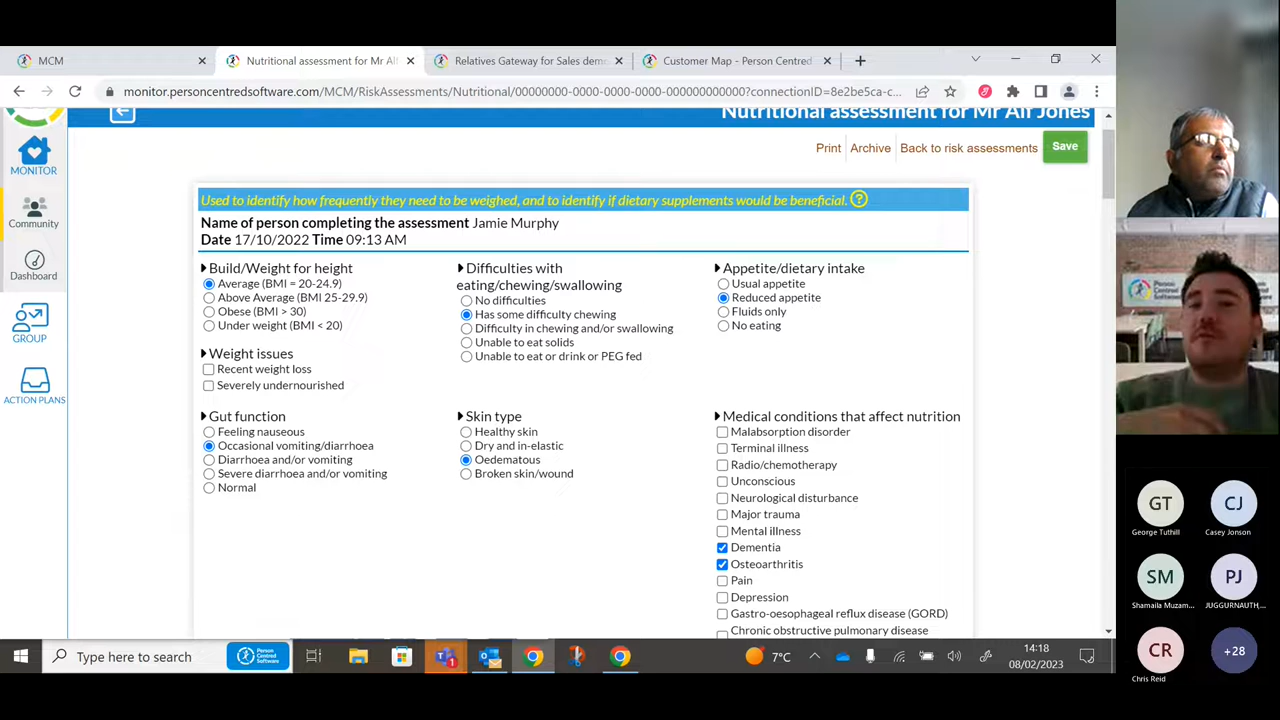 MCM
Nutritional assessment for Mr Alf
Relatives Gateway for Sales dem
Customer Map - Person Centred
monitor.personcentredsoftware.com/MCM/RiskAssessments/Nutritional/00000000-0000-0000-0000-000000000000?connectionID=8e2be5ca-c...
Nutritional assessment for Mr Alf Jones
Print
Archive
Back to risk assessments
Save
MONITOR
Community
Dashboard
GROUP
ACTION PLANS
Used to identify how frequently they need to be weighed, and to identify if dietary supplements would be beneficial. ?
Name of person completing the assessment Jamie Murphy
Date 17/10/2022 Time 09:13 AM
Build/Weight for height
Average (BMI = 20-24.9)
Above Average (BMI 25-29.9)
Obese (BMI > 30)
Under weight (BMI < 20)
Weight issues
Recent weight loss
Severely undernourished
Difficulties with
eating/chewing/swallowing
No difficulties
Has some difficulty chewing
Difficulty in chewing and/or swallowing
Unable to eat solids
Unable to eat or drink or PEG fed
Appetite/dietary intake
Usual appetite
Reduced appetite
Fluids only
No eating
Gut function
Feeling nauseous
Occasional vomiting/diarrhoea
Diarrhoea and/or vomiting
Severe diarrhoea and/or vomiting
Normal
Skin type
Healthy skin
Dry and in-elastic
Oedematous
Broken skin/wound
Medical conditions that affect nutrition
Malabsorption disorder
Terminal illness
Radio/chemotherapy
Unconscious
Neurological disturbance
Major trauma
Mental illness
Dementia
Osteoarthritis
Pain
Depression
Gastro-oesophageal reflux disease (GORD)
Chronic obstructive pulmonary disease
Type here to search
Person Centred Software
7°C
14:18
08/02/2023
Person Centred
Software
GT
George Tuthill
CJ
Casey Jonson
SM
Shamaila Muzam...
PJ
JUGGURNAUTH,...
CR
Chris Reid
+28